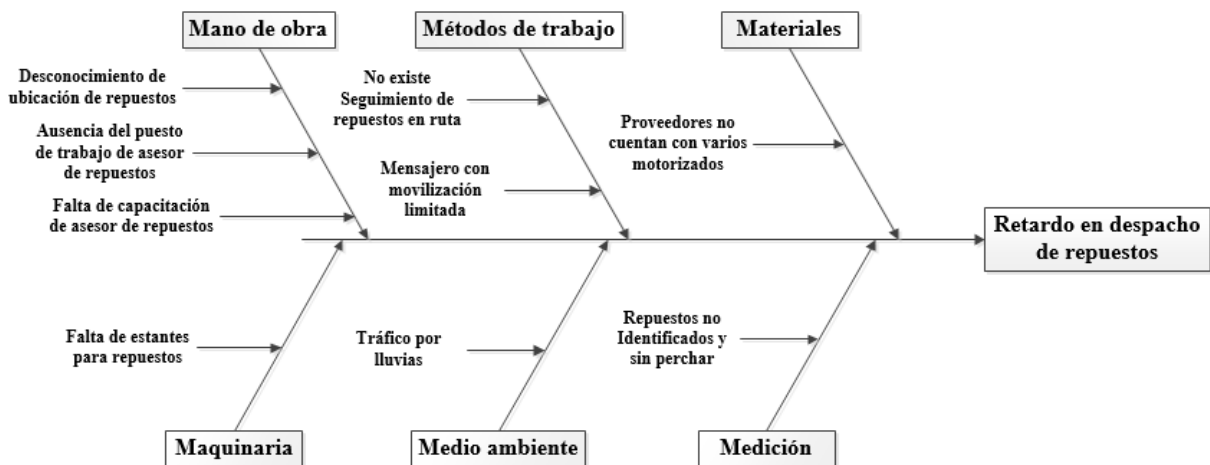 Mano de obra
Métodos de trabajo
Materiales
Desconocimiento de
ubicación de repuestos
Ausencia del puesto
de trabajo de asesor
de repuestos
Falta de capacitación
de asesor de repuestos
No existe
Seguimiento de
repuestos en ruta
Mensajero con
movilización
limitada
Proveedores no
cuentan con varios
motorizados
Retardo en despacho
de repuestos
Falta de estantes
para repuestos
Tráfico por
lluvias
Repuestos no
Identificados y
sin perchar
Maquinaria
Medio ambiente
Medición